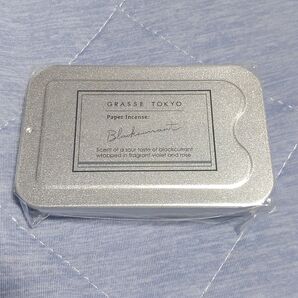 GRASSE TOKYO
Paper Incense:
Blackcurrant
Scent of a sour taste of blackcurrant
wrapped in fragrant violet and rose